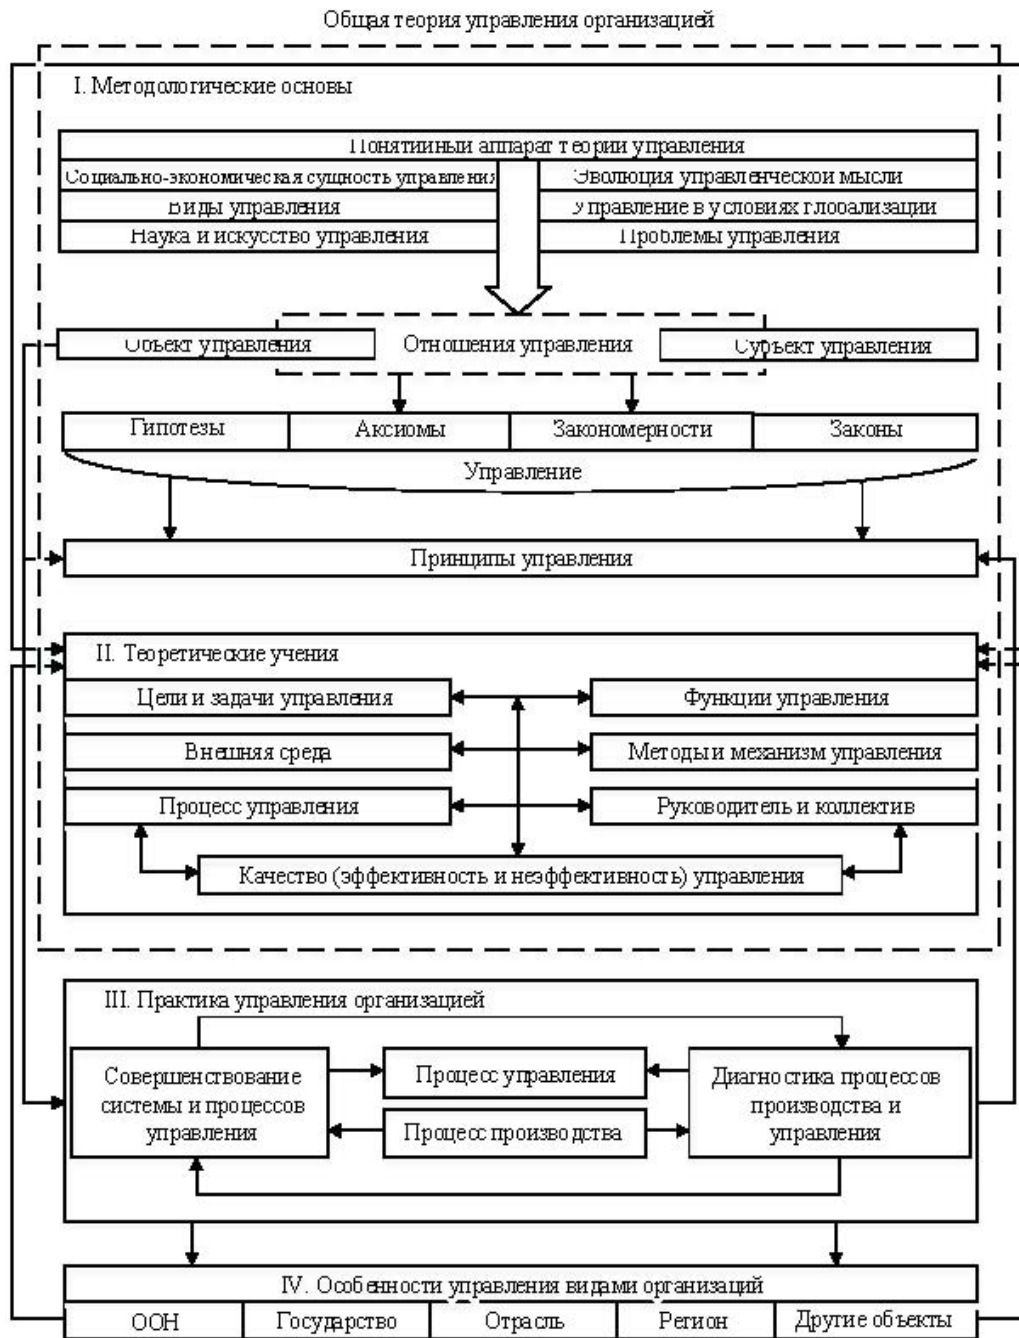 Общая теория управления организацией
I. Методологические основы
Понятийный аппарат теории управления
Социально-экономическая сущность управления
Эволюция управленческой мысли
Виды управления
Управление в условиях глобализации
Наука и искусство управления
Проблемы управления
Объект управления
Отношения управления
Субъект управления
Гипотезы
Аксиомы
Закономерности
Законы
Управление
Принципы управления
II. Теоретические учения
Цели и задачи управления
Функции управления
Внешняя среда
Методы и механизм управления
Процесс управления
Руководитель и коллектив
Качество (эффективность и неэффективность) управления
III. Практика управления организацией
Совершенствование
системы и процессов
управления
Процесс управления
Процесс производства
Диагностика процессов
производства и
управления
IV. Особенности управления видами организаций
ООН
Государство
Отрасль
Регион
Другие объекты